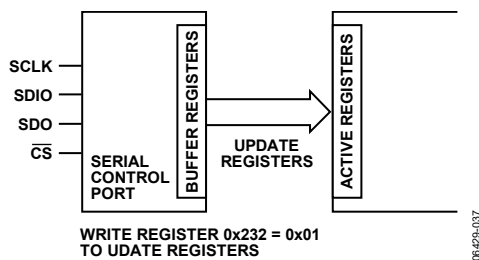 SCLK
SDIO
SDO
CS
SERIAL
CONTROL
PORT
BUFFER REGISTERS
UPDATE
REGISTERS
ACTIVE REGISTERS
WRITE REGISTER 0x232 = 0x01
TO UDATE REGISTERS
06429-037